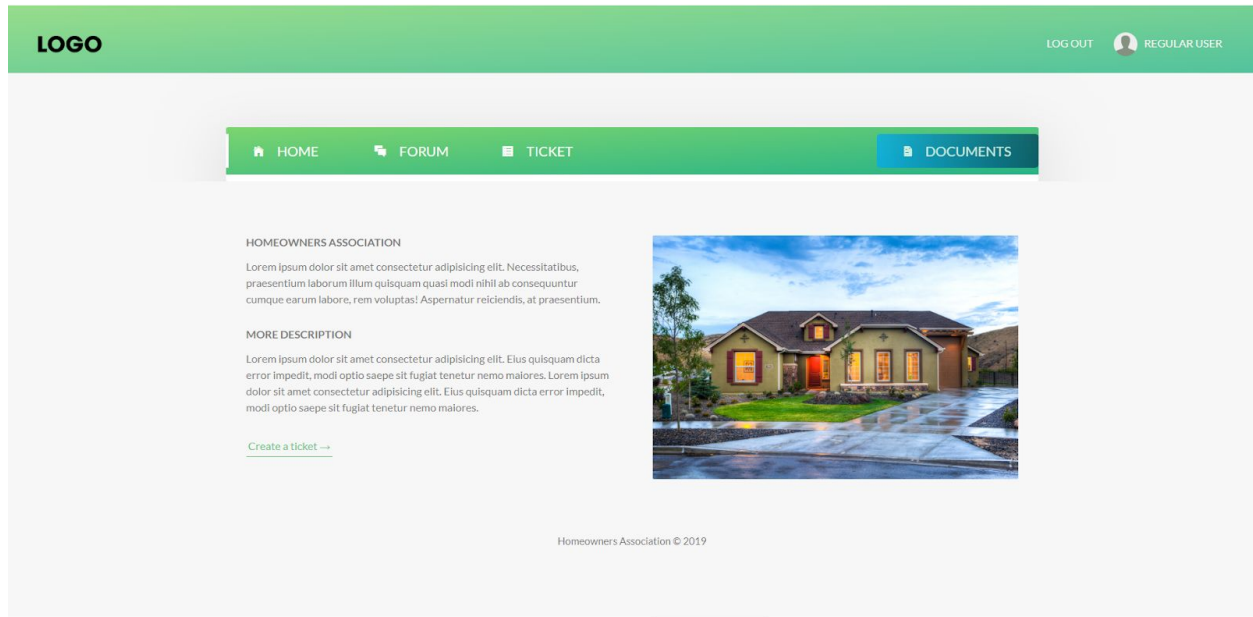 LOGO
LOG OUT
REGULAR USER
HOME
FORUM
TICKET
DOCUMENTS
HOMEOWNERS ASSOCIATION
Lorem ipsum dolor sit amet consectetur adipisicing elit. Necessitatibus,
praesentium laborum illum quisquam quasi modi nihil ab consequuntur
cumque earum labore, rem voluptas! Aspernatur reiciendis, at praesentium.
MORE DESCRIPTION
Lorem ipsum dolor sit amet consectetur adipisicing elit. Eius quisquam dicta
error impedit, modi optio saepe sit fugiat tenetur nemo maiores. Lorem ipsum
dolor sit amet consectetur adipisicing elit. Eius quisquam dicta error impedit,
modi optio saepe sit fugiat tenetur nemo maiores.
Create a ticket →
Homeowners Association © 2019